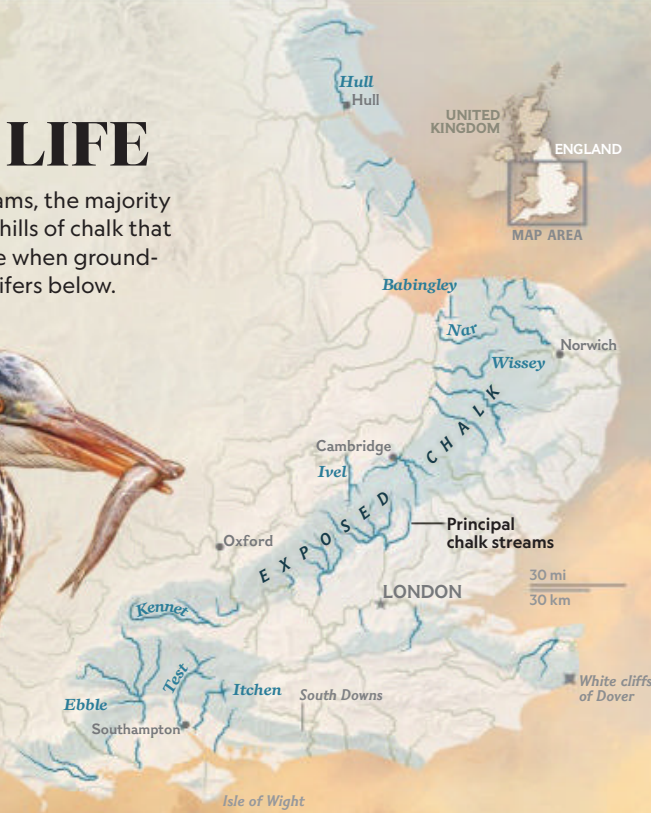 LIFE
ams, the majority
hills of chalk that
e when ground-
ifers below.
Hull
Hull
UNITED
KINGDOM
ENGLAND
MAP AREA
Babingley
Nar
Norwich
Wissey
Cambridge
Ivel
EXPOSED CHALK
Principal
chalk streams
Oxford
30 mi
30 km
LONDON
Kennet
Test
Itchen
South Downs
White cliffs
of Dover
Ebble
Southampton
Isle of Wight